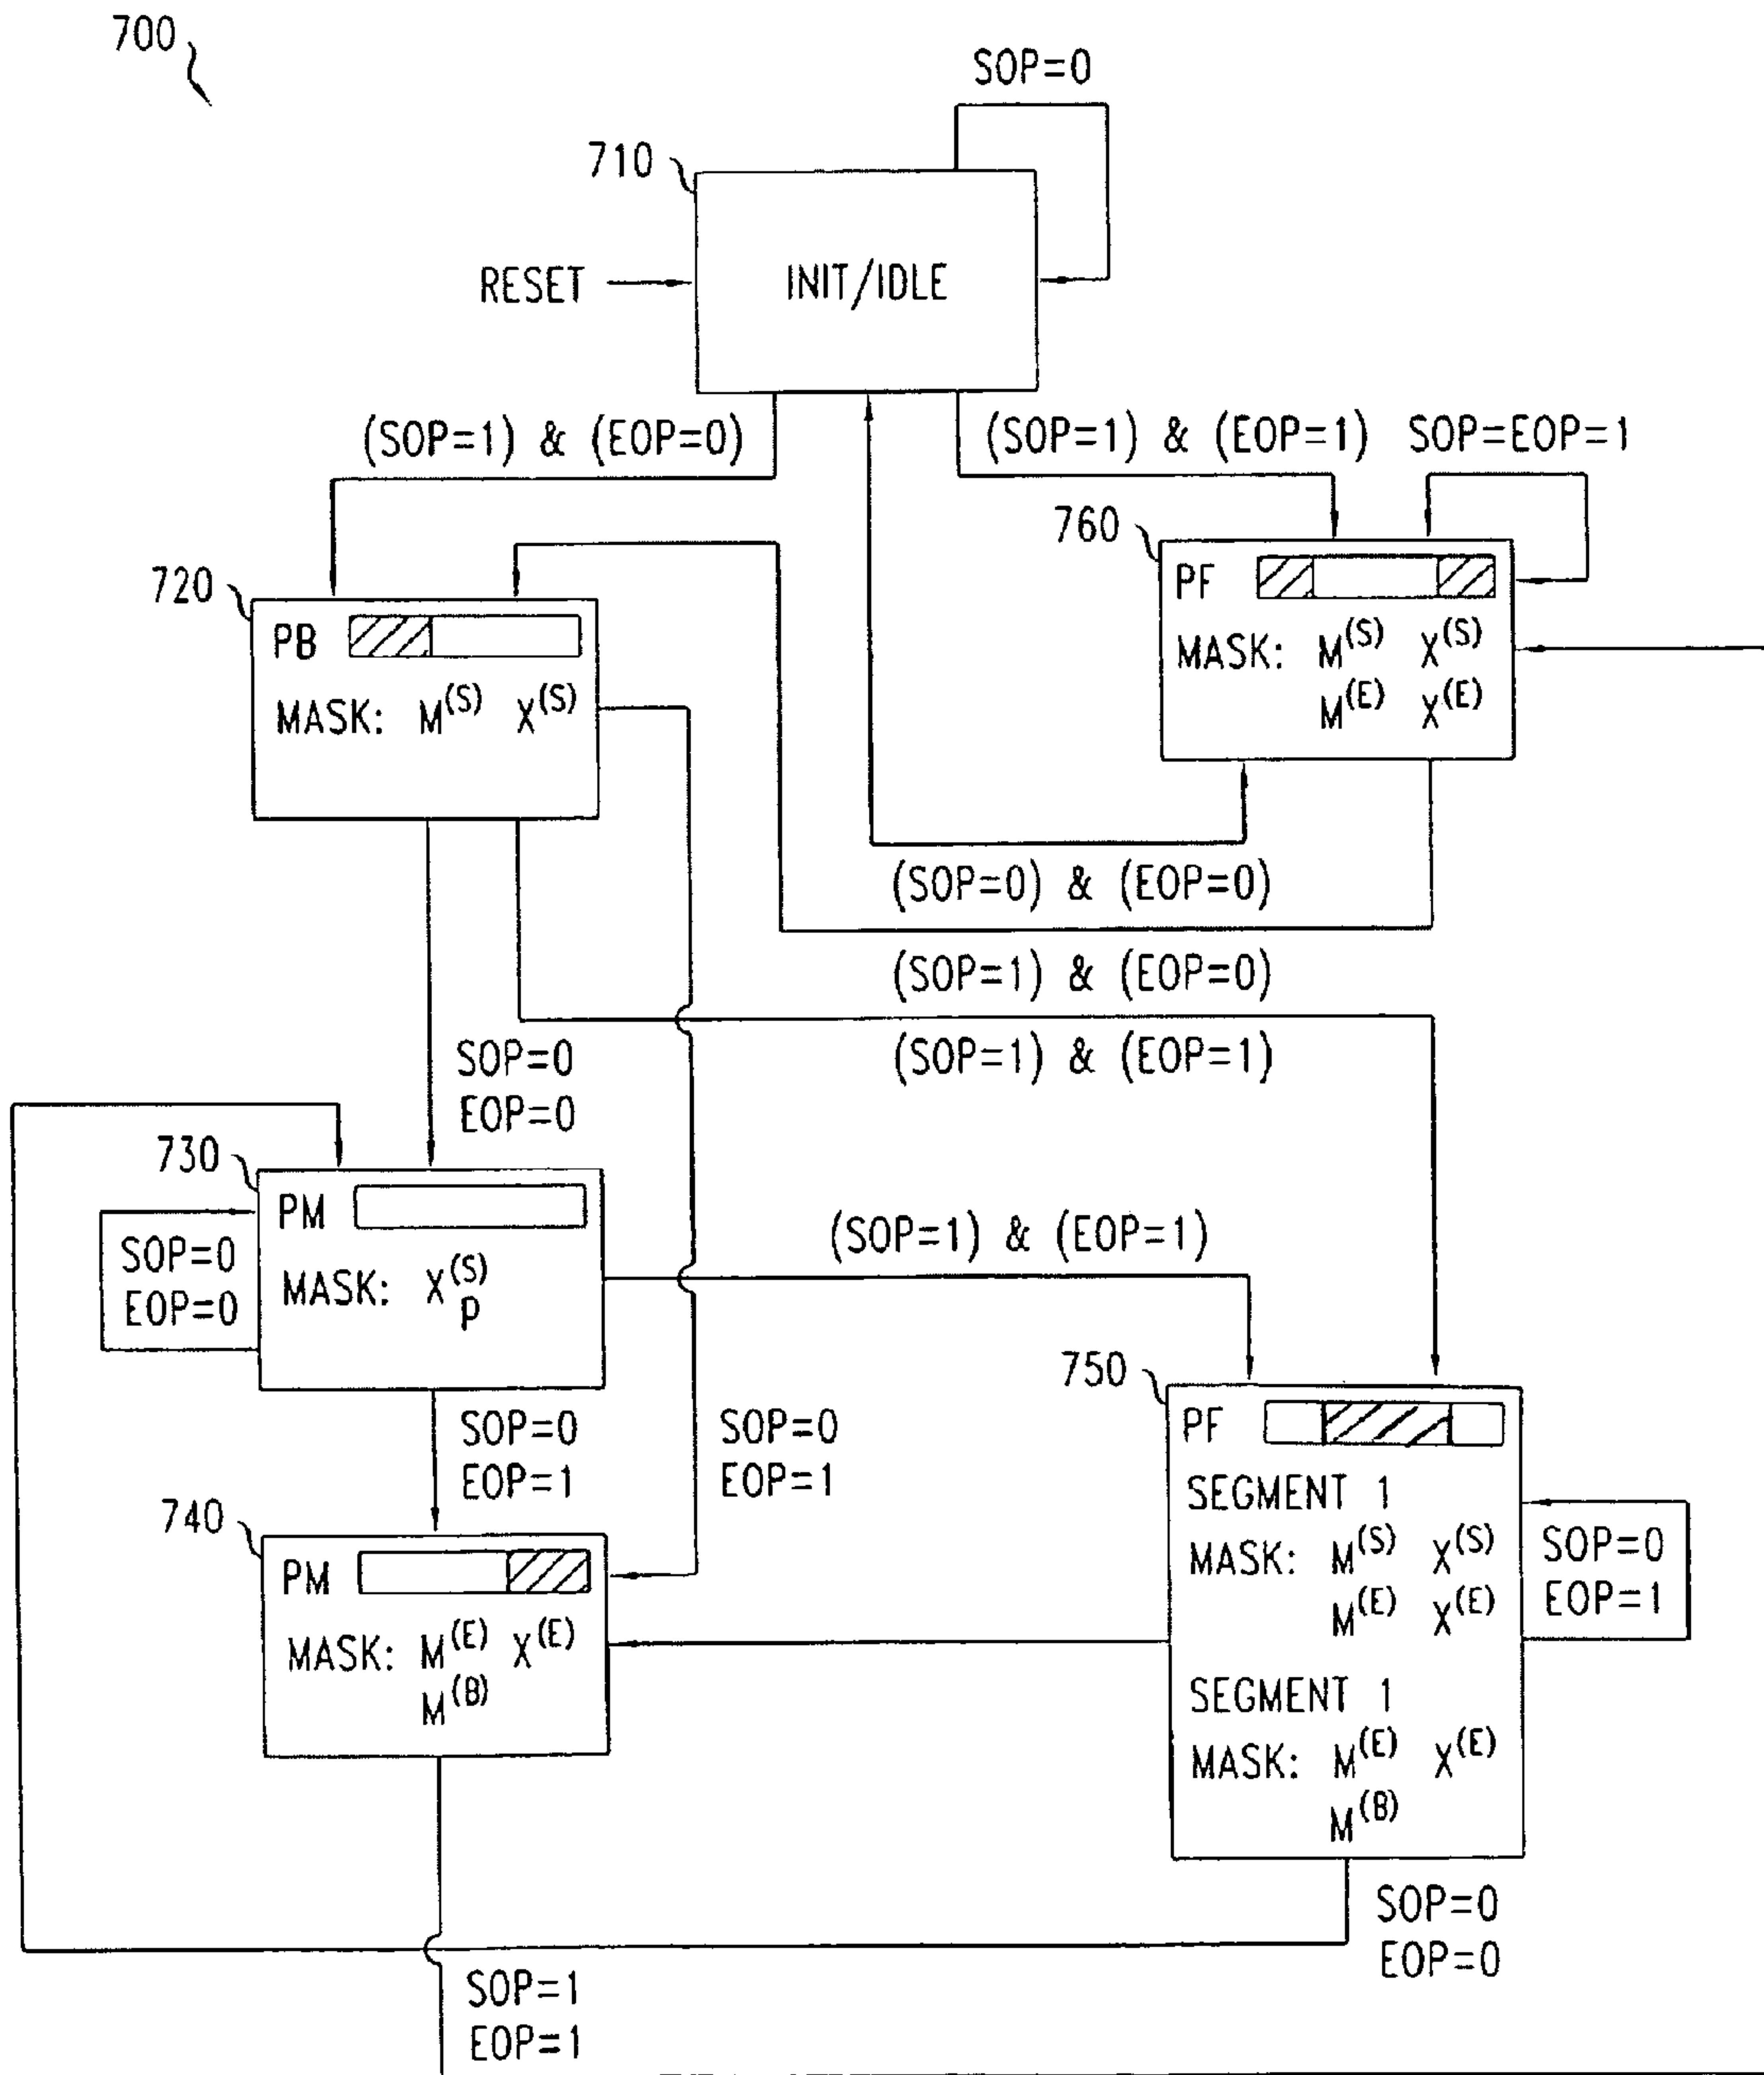 700
SOP=0
710
RESET
INIT/IDLE
(SOP=1) & (EOP=0)
(SOP=1) & (EOP=1)
SOP=EOP=1
760
PF
MASK: M(S) X(S)
M(E) X(E)
720
PB
MASK: M(S) X(S)
(SOP=0) & (EOP=0)
(SOP=1) & (EOP=0)
(SOP=1) & (EOP=1)
SOP=0
EOP=0
730
PM
MASK: X(S)
p
SOP=0
EOP=0
(SOP=1) & (EOP=1)
SOP=0
EOP=1
SOP=0
EOP=1
740
PM
MASK: M(E) X(E)
M(B)
750
PF
SEGMENT 1
MASK: M(S) X(S)
M(E) X(E)
SEGMENT 1
MASK: M(E) X(E)
M(B)
SOP=0
EOP=1
SOP=0
EOP=0
SOP=1
EOP=1